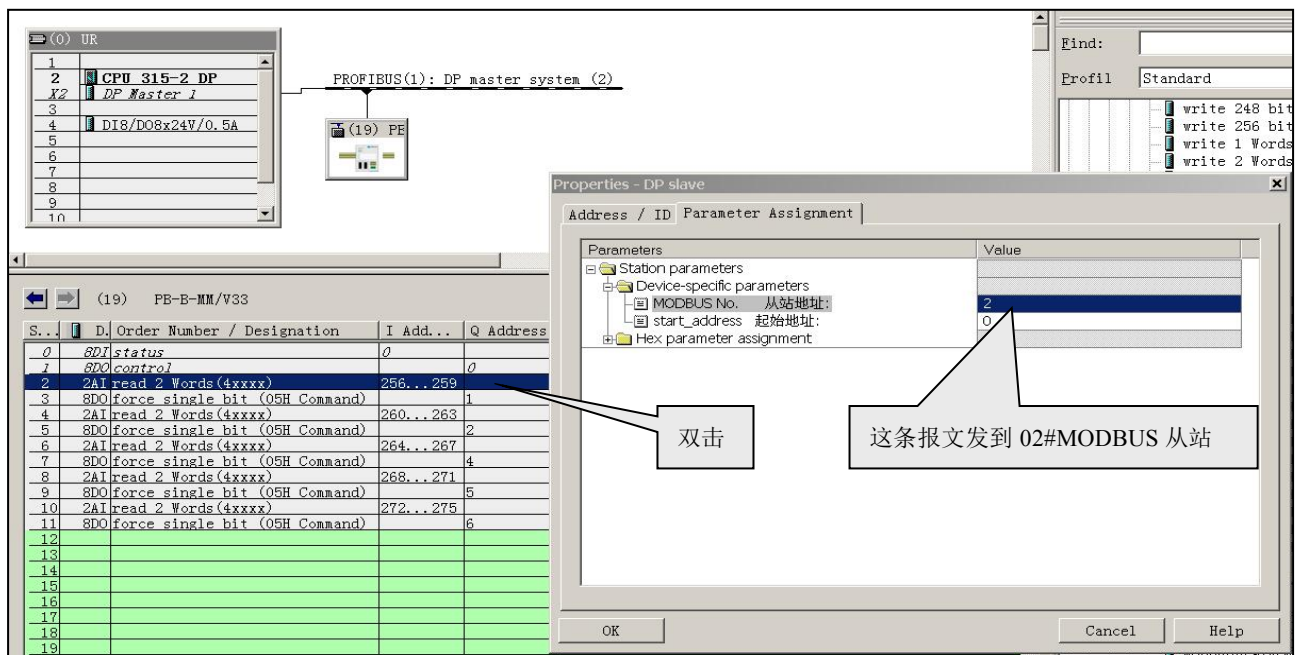 (0) UR
1
2 CPU 315-2 DP
X2 DP Master 1
3
4 DI8/DO8x24V/0.5A
5
6
7
8
9
10
PROFIBUS(1): DP master system (2)
(19) PB
Find:
Profil Standard
write 248 bit
write 256 bit
write 1 Words
write 2 Words
(19) PB-B-MM/V33
S... D. Order Number / Designation I Add... Q Address
0 8DI status 0
1 8DO control 0
2 2AI read 2 Words(4xxxx) 256...259
3 8DO force single bit (05H Command) 1
4 2AI read 2 Words(4xxxx) 260...263
5 8DO force single bit (05H Command) 2
6 2AI read 2 Words(4xxxx) 264...267
7 8DO force single bit (05H Command) 4
8 2AI read 2 Words(4xxxx) 268...271
9 8DO force single bit (05H Command) 5
10 2AI read 2 Words(4xxxx) 272...275
11 8DO force single bit (05H Command) 6
12
13
14
15
16
17
18
19
Properties - DP slave
Address / ID Parameter Assignment
Parameters Value
Station parameters
Device-specific parameters
MODBUS No. 从站地址: 2
start_address 起始地址: 0
Hex parameter assignment
双击
这条报文发到 02#MODBUS 从站
OK Cancel Help